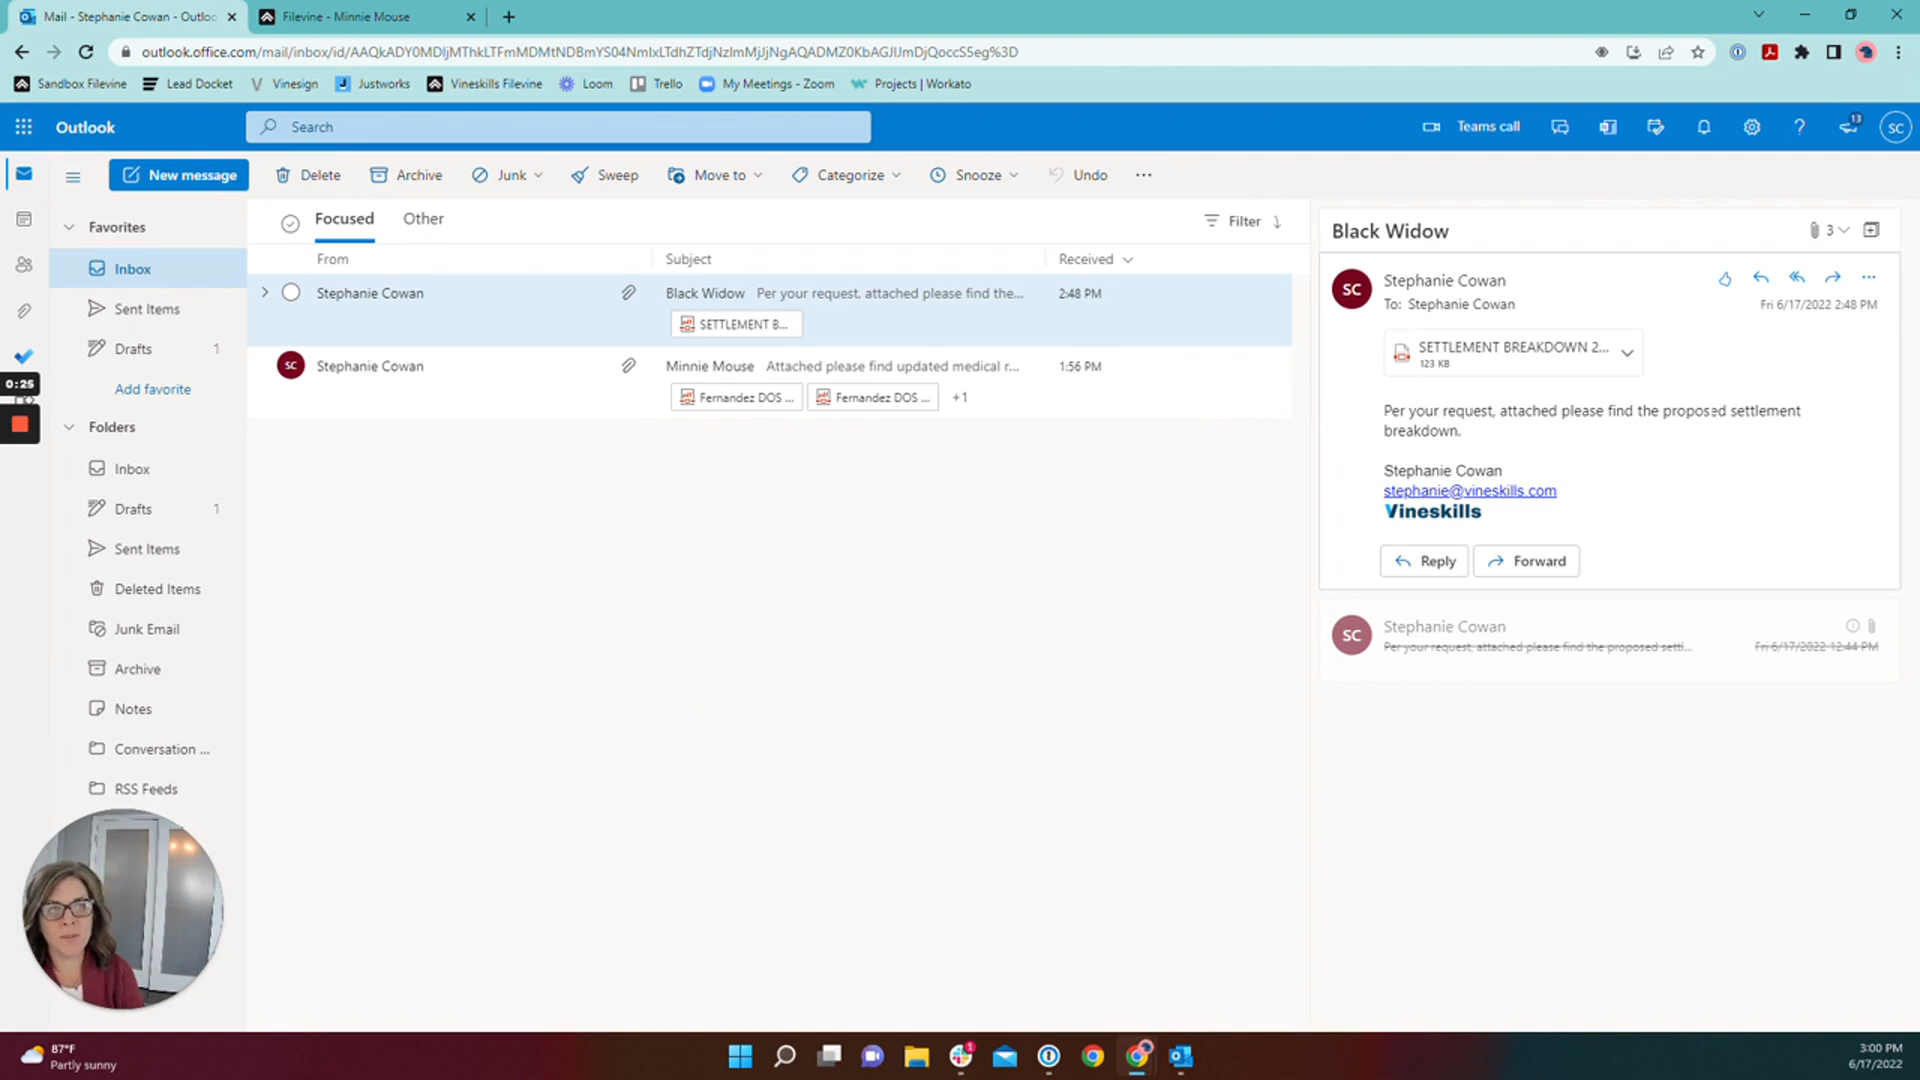 Mail - Stephanie Cowan - Outloo
Filevine - Minnie Mouse
outlook.office.com/mail/inbox/id/AAQkADY0MDljMThkLTFmMDMtNDBmYS04NmIxLTdhZTdjNzlmMjJjNgAQADMZ0KbAGJlJmDjQoccS5eg%3D
Sandbox Filevine
Lead Docket
Vinesign
Justworks
Vineskills Filevine
Loom
Trello
My Meetings - Zoom
Projects | Workato
Outlook
Search
Teams call
13
SC
New message
Delete
Archive
Junk
Sweep
Move to
Categorize
Snooze
Undo
Favorites
Inbox
Sent Items
Drafts 1
Add favorite
0:25
Folders
Inbox
Drafts 1
Sent Items
Deleted Items
Junk Email
Archive
Notes
Conversation ...
RSS Feeds
Focused
Other
Filter
From
Subject
Received
Stephanie Cowan
Black Widow Per your request, attached please find the...
2:48 PM
SETTLEMENT B...
SC
Stephanie Cowan
Minnie Mouse Attached please find updated medical r...
1:56 PM
Fernandez DOS ...
Fernandez DOS ...
+1
Black Widow
3
SC
Stephanie Cowan
To: Stephanie Cowan
Fri 6/17/2022 2:48 PM
SETTLEMENT BREAKDOWN 2...
123 KB
Per your request, attached please find the proposed settlement
breakdown.
Stephanie Cowan
stephanie@vineskills.com
Vineskills
Reply
Forward
SC
Stephanie Cowan
Per your request, attached please find the proposed settl...
Fri 6/17/2022 12:44 PM
87°F
Partly sunny
1
3:00 PM
6/17/2022